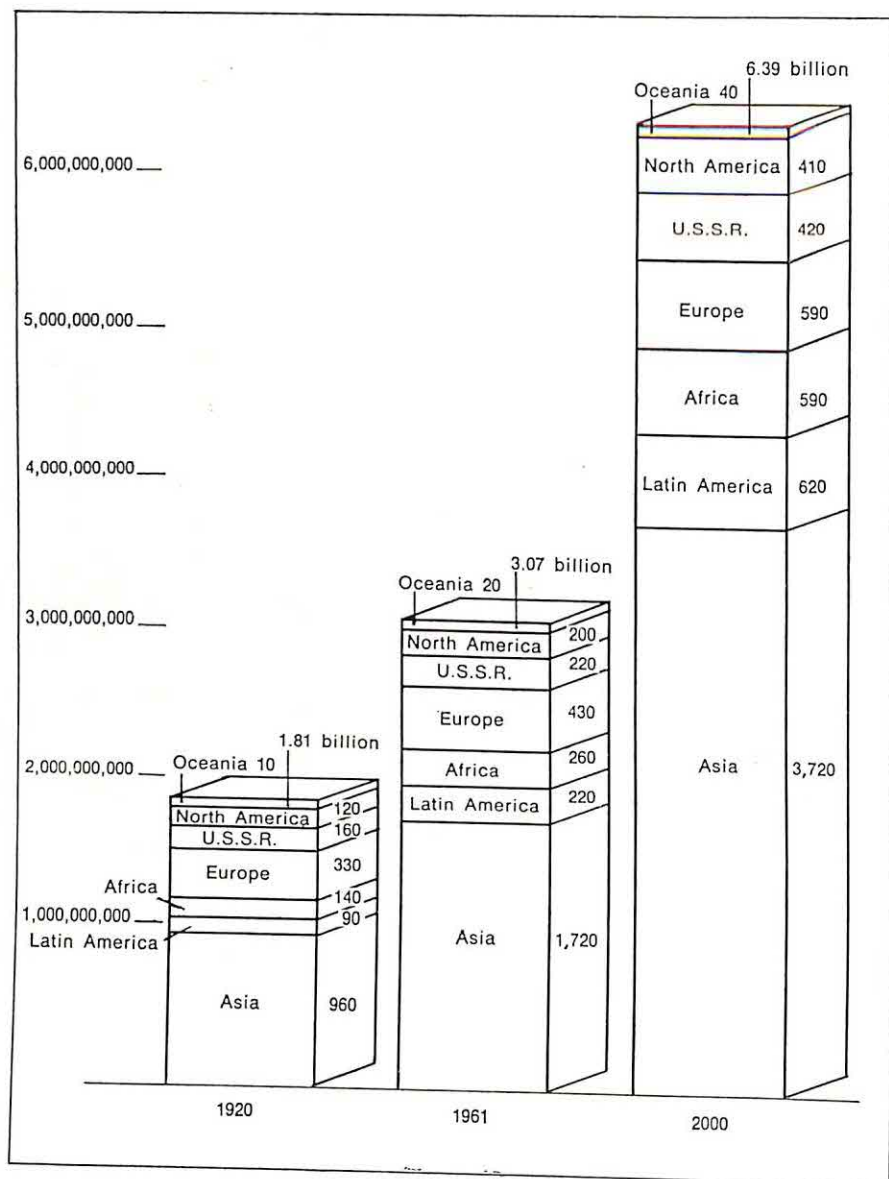 6.39 billion
Oceania 40
6,000,000,000
North America 410
U.S.S.R. 420
5,000,000,000
Europe 590
Africa 590
4,000,000,000
Latin America 620
3.07 billion
Oceania 20
3,000,000,000
North America 200
U.S.S.R. 220
Europe 430
1.81 billion
Oceania 10
2,000,000,000
Africa 260
Asia 3,720
North America 120
Latin America 220
U.S.S.R. 160
Europe 330
Africa 140
1,000,000,000
90
Latin America
Asia 1,720
Asia 960
1920
1961
2000